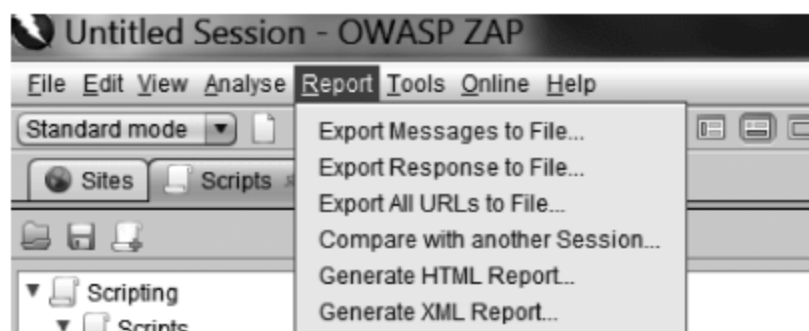 Untitled Session - OWASP ZAP
File Edit View Analyse Report Tools Online Help
Standard mode
Export Messages to File...
Export Response to File...
Export All URLs to File...
Compare with another Session...
Generate HTML Report...
Generate XML Report...
Sites
Scripts
Scripting
Scripts